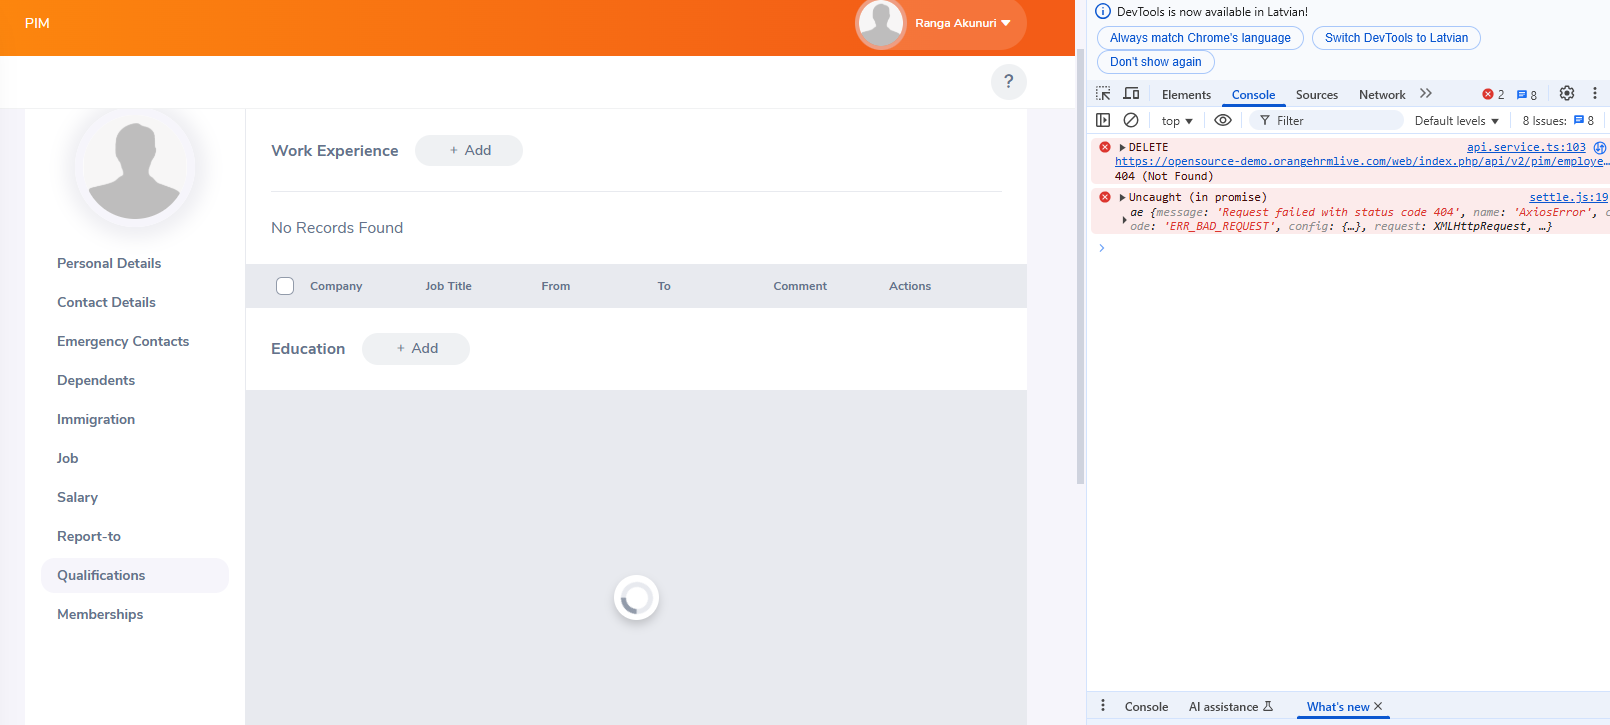 PIM
Ranga Akunuri
?
Work Experience
+ Add
No Records Found
Company Job Title From To Comment Actions
Education
+ Add
Personal Details
Contact Details
Emergency Contacts
Dependents
Immigration
Job
Salary
Report-to
Qualifications
Memberships
DevTools is now available in Latvian!
Always match Chrome's language
Switch DevTools to Latvian
Don't show again
Elements Console Sources Network 2 8
top Filter Default levels 8 Issues: 8
DELETE api.service.ts:103
https://opensource-demo.orangehrmlive.com/web/index.php/api/v2/pim/employe…
404 (Not Found)
Uncaught (in promise) settle.js:19
ae {message: 'Request failed with status code 404', name: 'AxiosError', c
ode: 'ERR_BAD_REQUEST', config: {…}, request: XMLHttpRequest, …}
Console AI assistance What's new